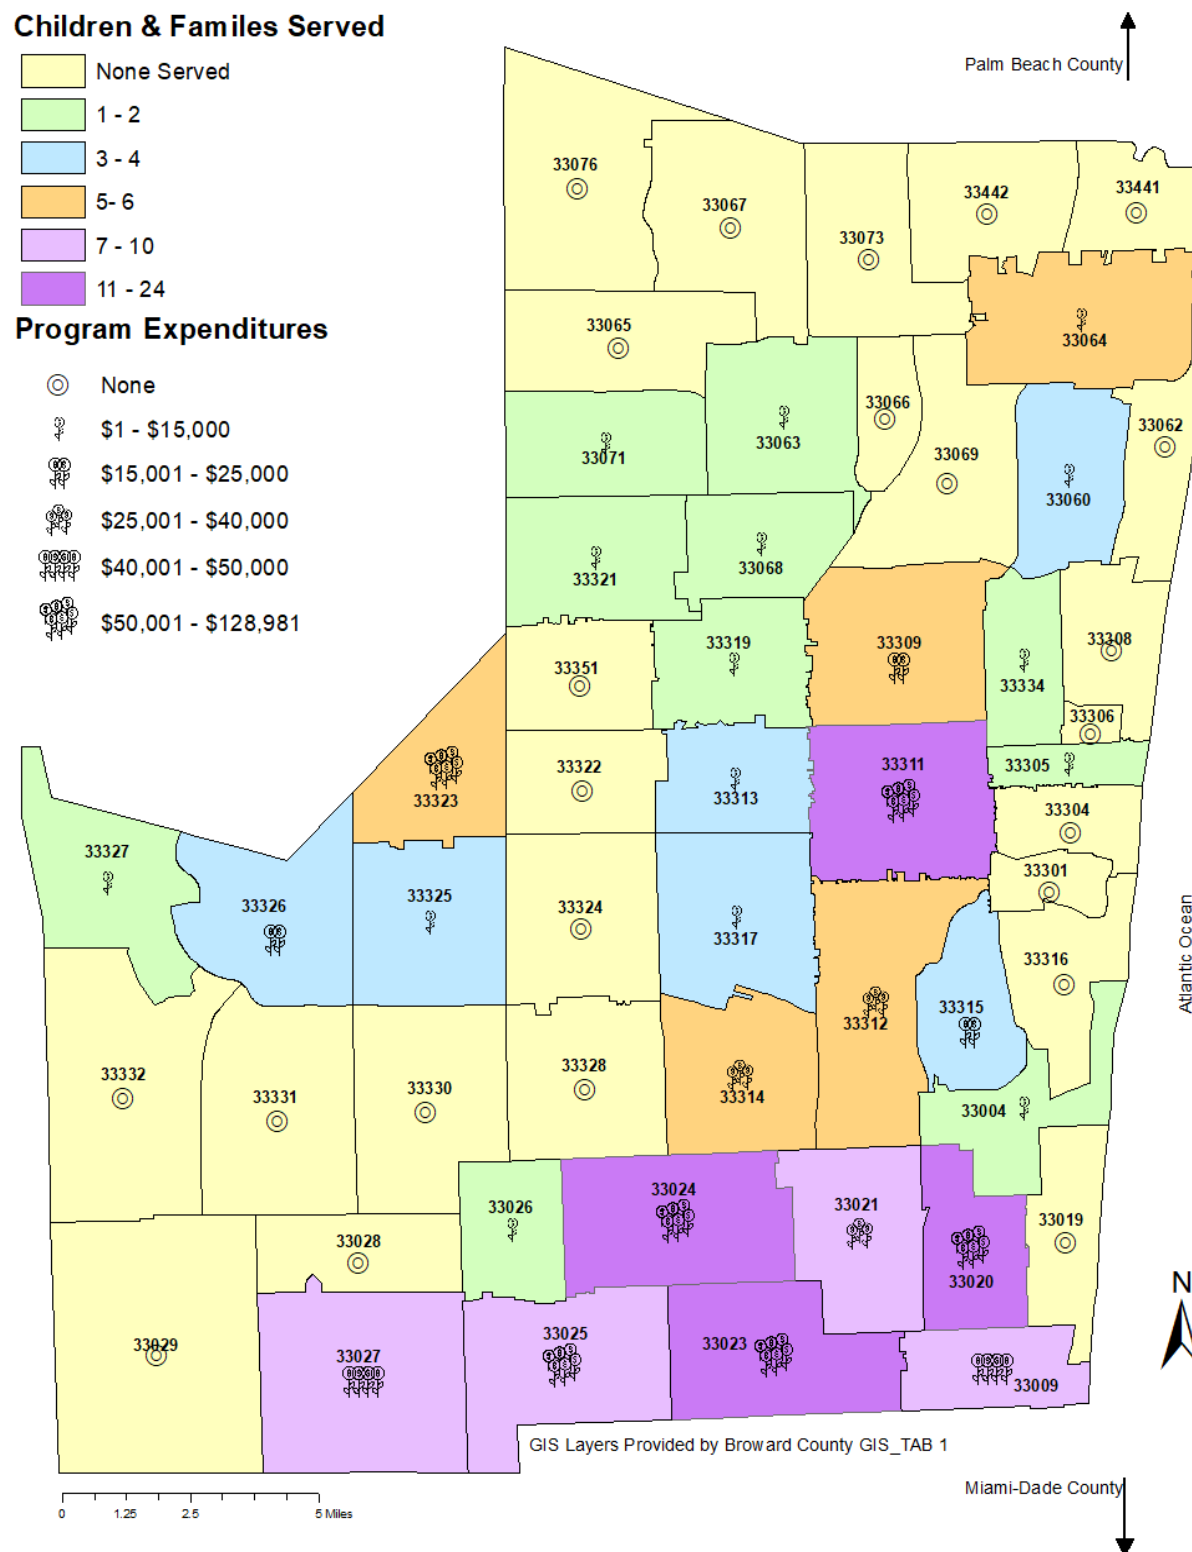 Children & Familes Served
None Served
1 - 2
3 - 4
5- 6
7 - 10
11 - 24
Program Expenditures
None
$1 - $15,000
$15,001 - $25,000
$25,001 - $40,000
$40,001 - $50,000
$50,001 - $128,981
Palm Beach County
33076
33067
33073
33442
33441
33064
33065
33066
33062
33063
33069
33071
33060
33321
33068
33319
33309
33334
33308
33351
33306
33323
33322
33313
33311
33305
33304
33327
33326
33325
33324
33317
33301
33316
33315
33312
Atlantic Ocean
33332
33331
33330
33328
33314
33004
33026
33024
33021
33020
33019
33028
33029
33027
33025
33023
33009
N
GIS Layers Provided by Broward County GIS_TAB 1
Miami-Dade County
0 1.25 2.5 5 Miles